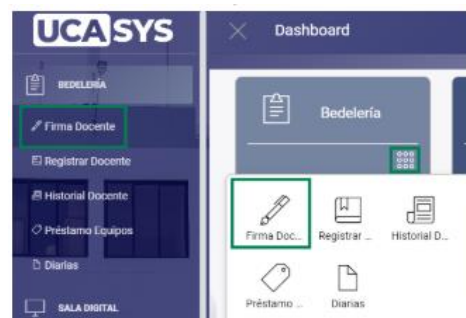 UCASYS
BEDELERÍA
Firma Docente
Registrar Docente
Historial Docente
Préstamo Equipos
Diarias
SALA DIGITAL
Dashboard
Bedelería
Firma Doc...
Registrar ...
Historial D...
Préstamo ...
Diarias